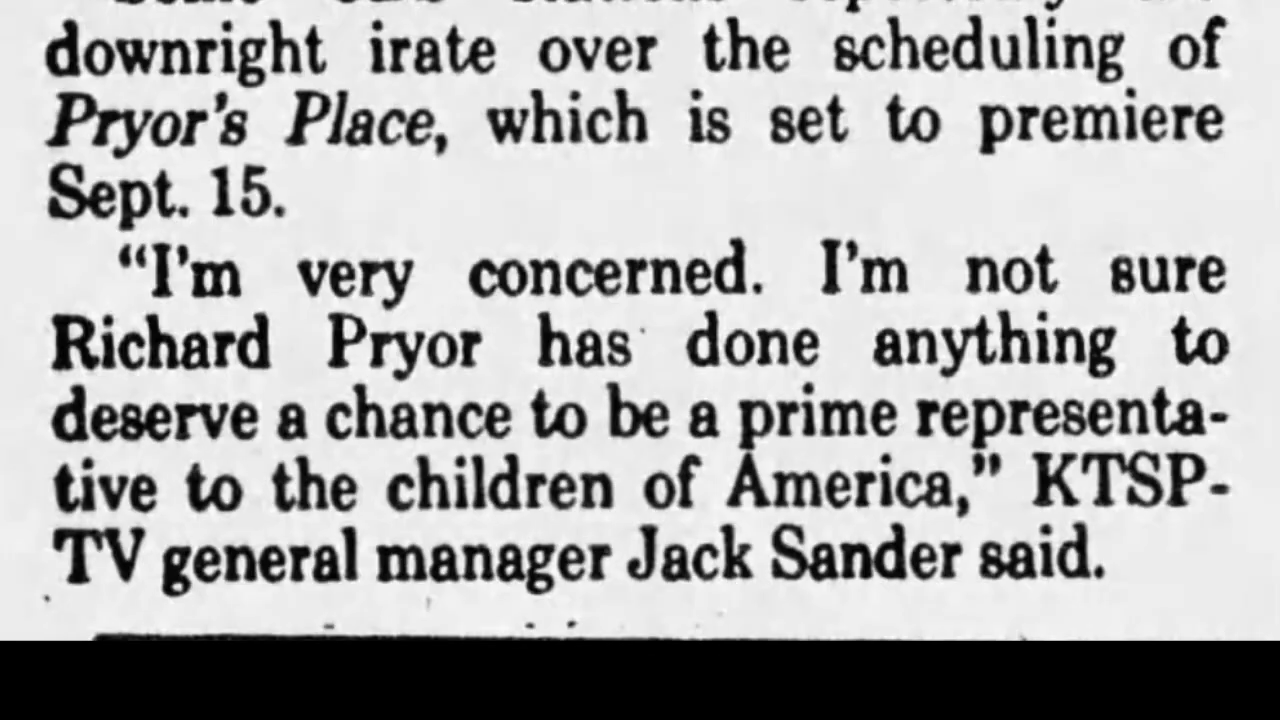 downright irate over the scheduling of
Pryor's Place, which is set to premiere
Sept. 15.
"I'm very concerned. I'm not sure
Richard Pryor has done anything to
deserve a chance to be a prime representa-
tive to the children of America," KTSP-
TV general manager Jack Sander said.